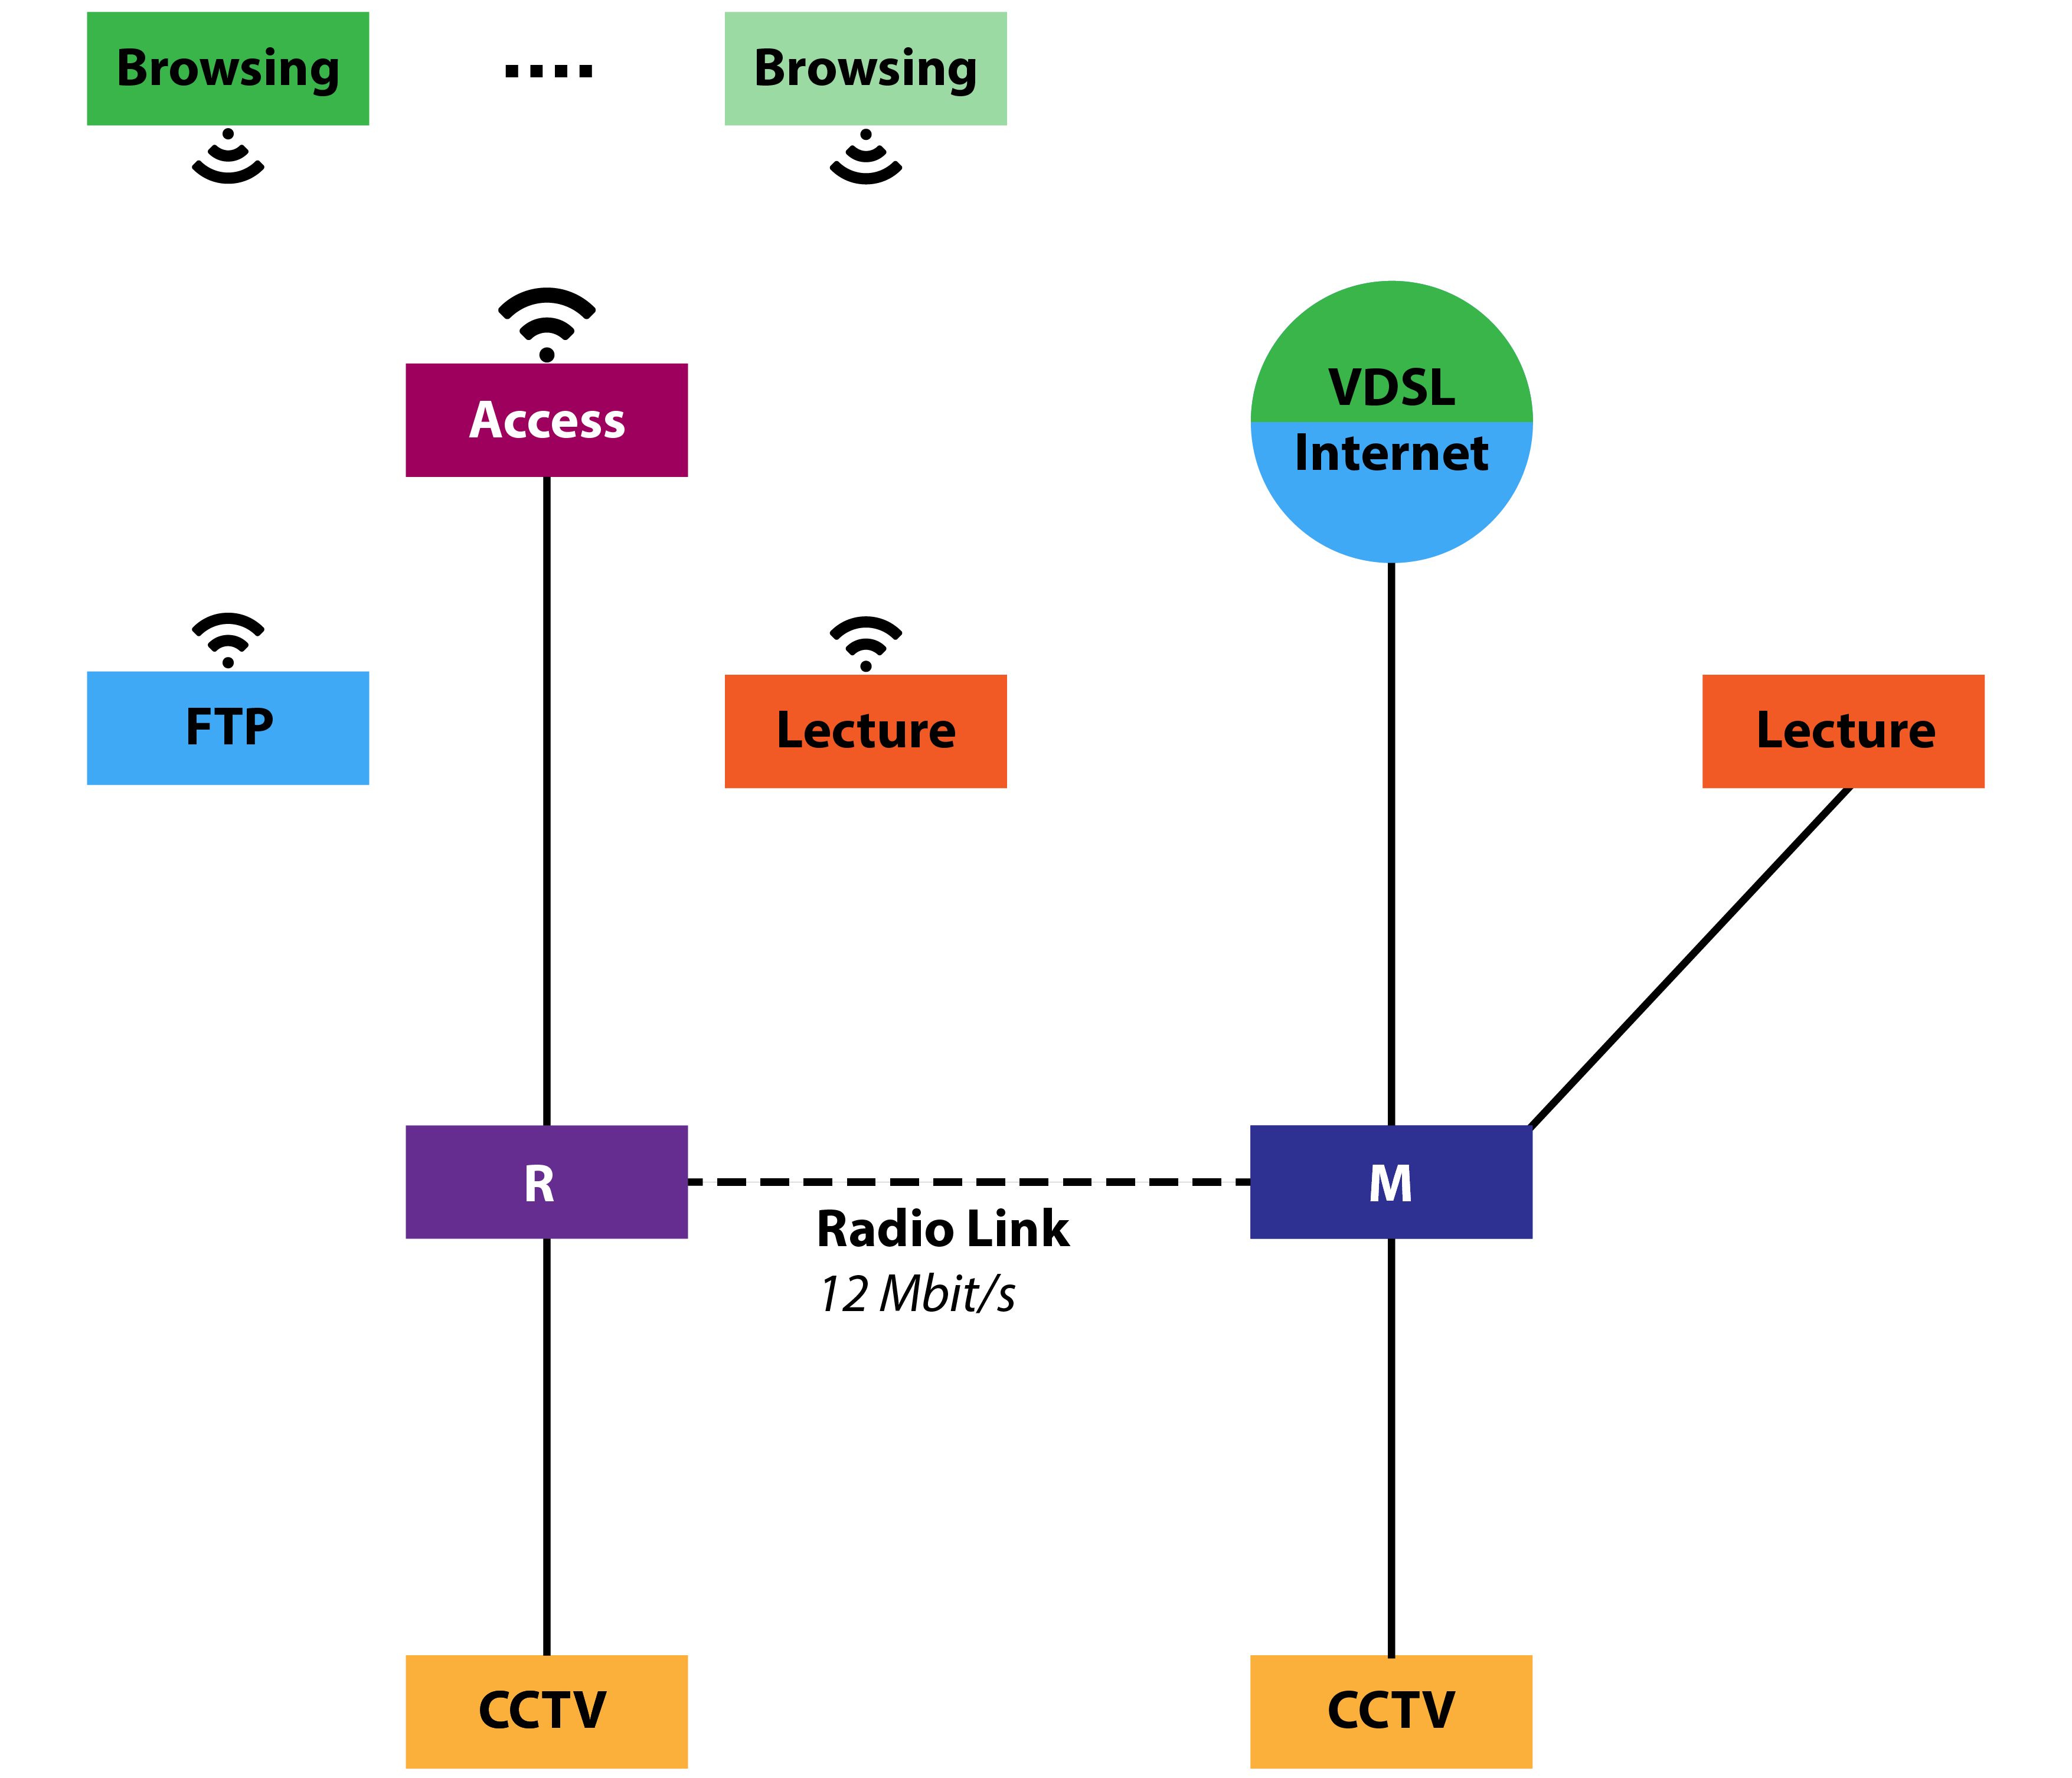 Browsing
Browsing
Access
VDSL
Internet
FTP
Lecture
Lecture
R
M
Radio Link
12 Mbit/s
CCTV
CCTV